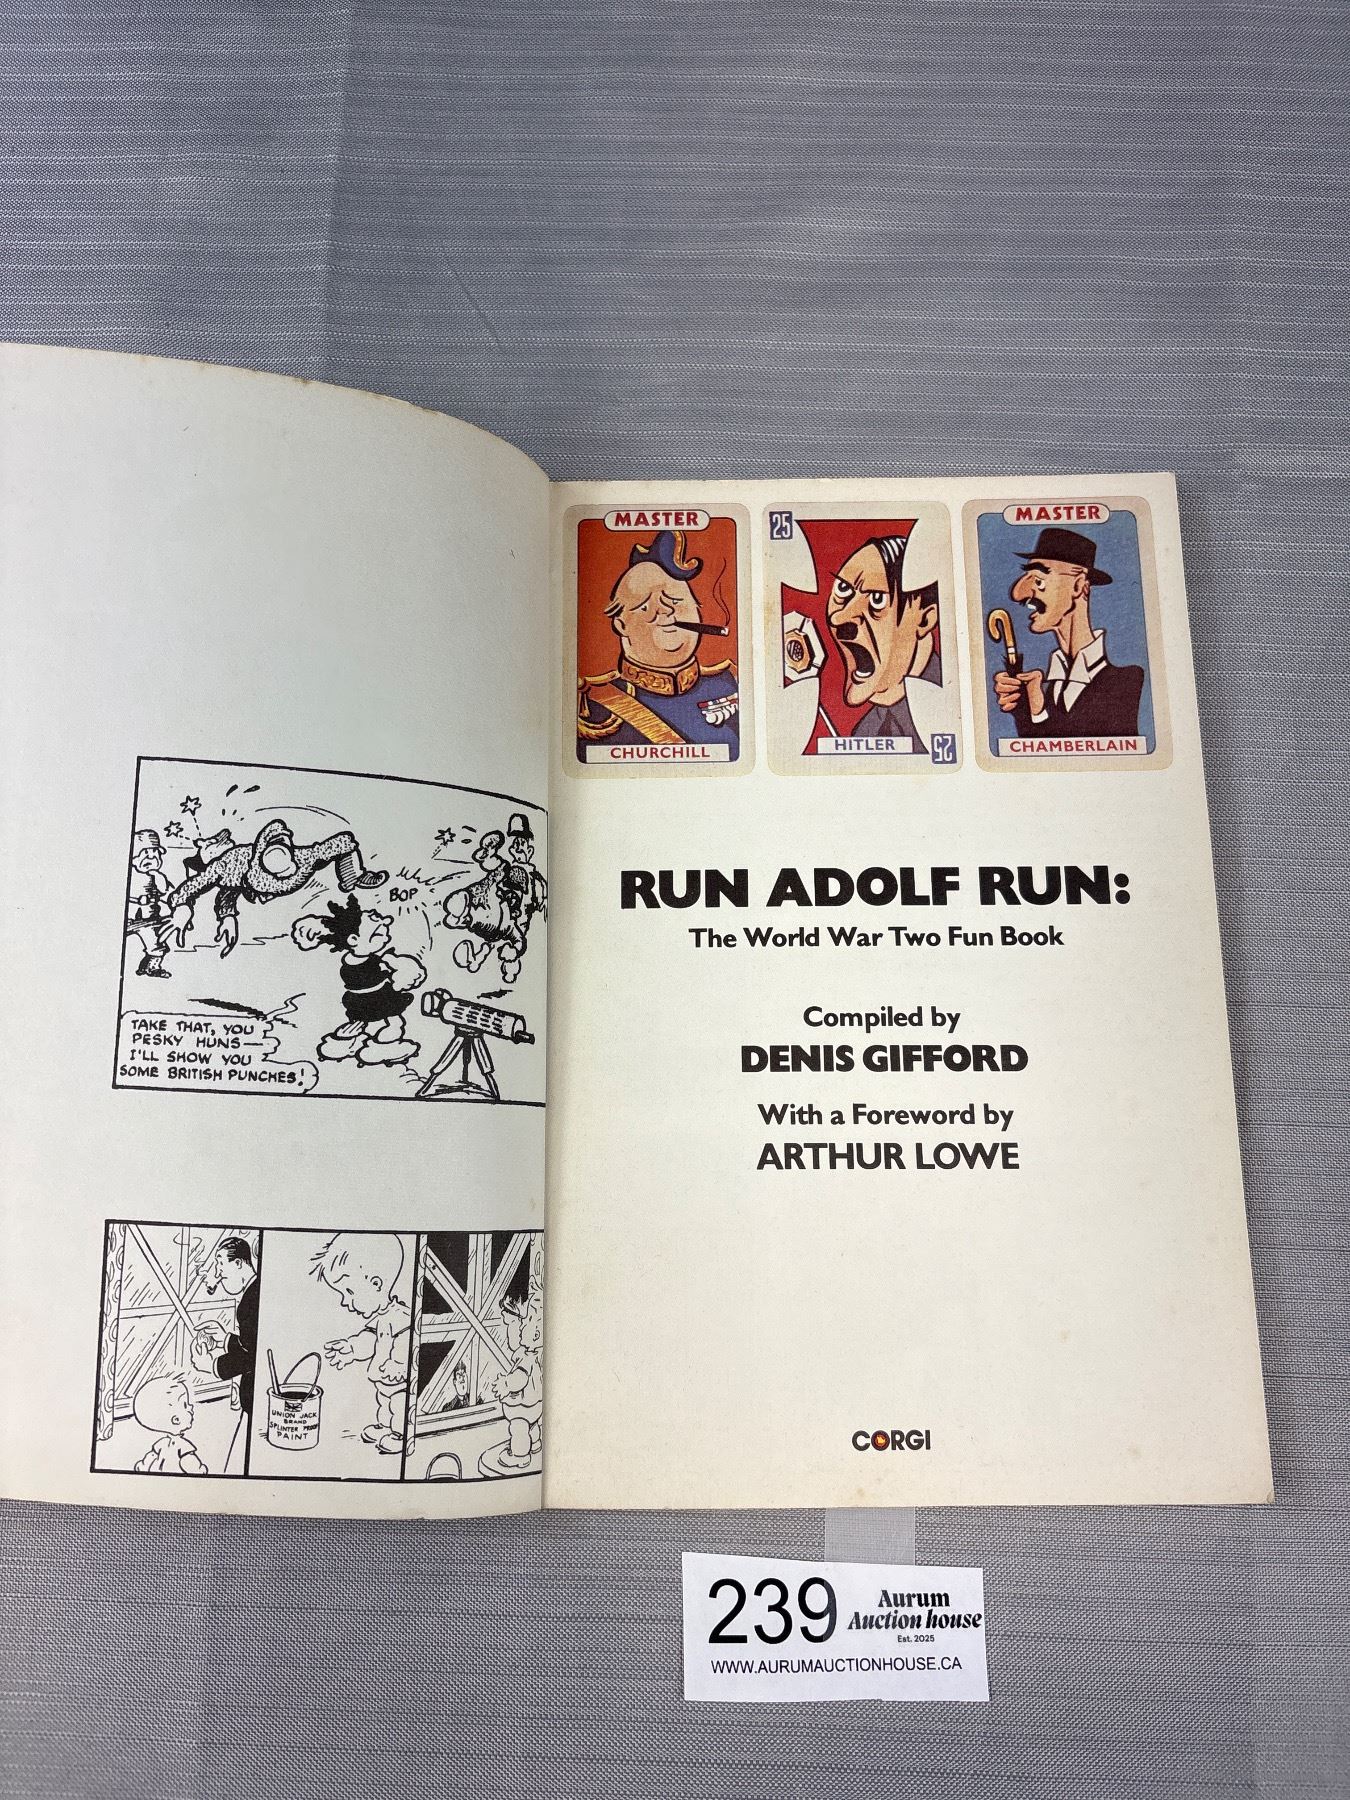 BOP
TAKE THAT, YOU
PESKY HUNS—
I'LL SHOW YOU
SOME BRITISH PUNCHES!
UNION JACK
BRAND
SPLINTER PROOF
PAINT
MASTER
CHURCHILL
25
HITLER
25
MASTER
CHAMBERLAIN
RUN ADOLF RUN:
The World War Two Fun Book
Compiled by
DENIS GIFFORD
With a Foreword by
ARTHUR LOWE
CORGI
239
Aurum
Auction house
Est. 2025
WWW.AURUMAUCTIONHOUSE.CA